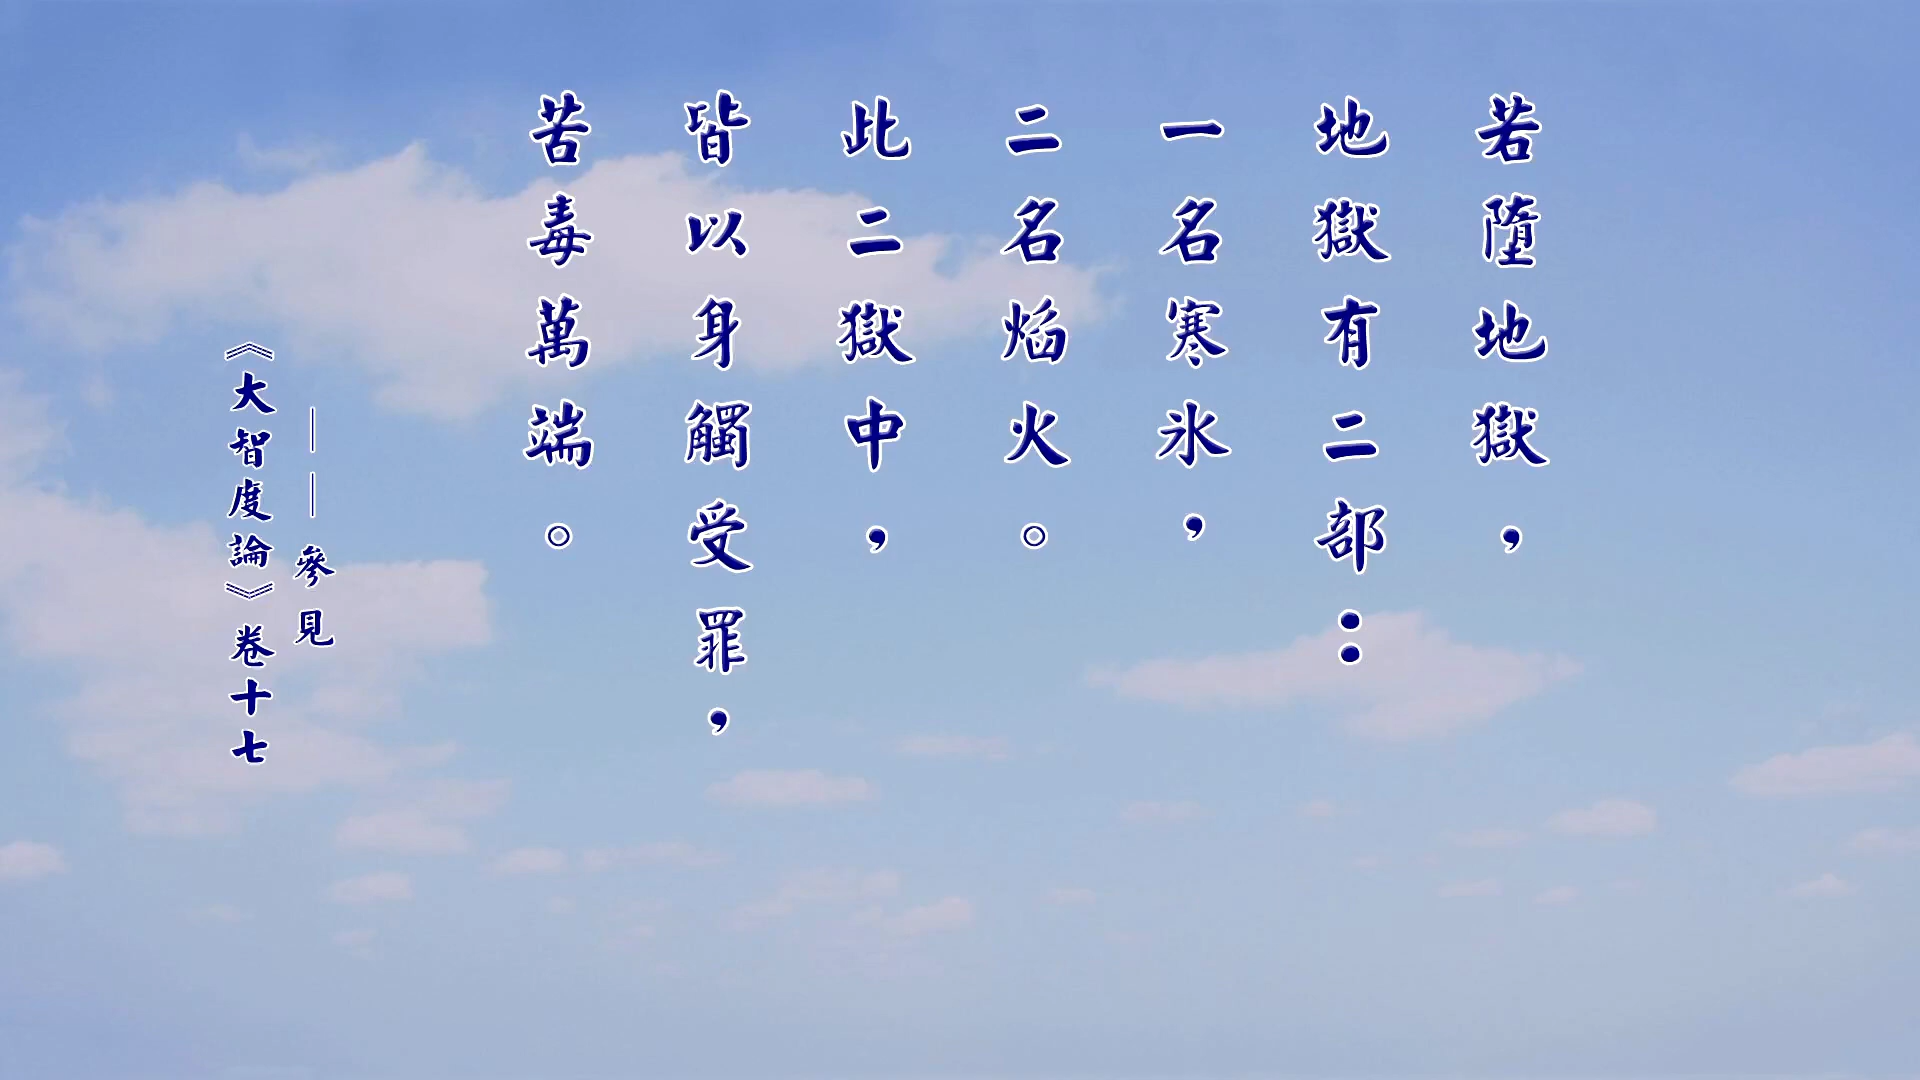 若墮地獄，
地獄有二部：
一名寒氷，
二名焰火。
此二獄中，
皆以身觸受罪，
苦毒萬端。
——參見
《大智度論》卷十七